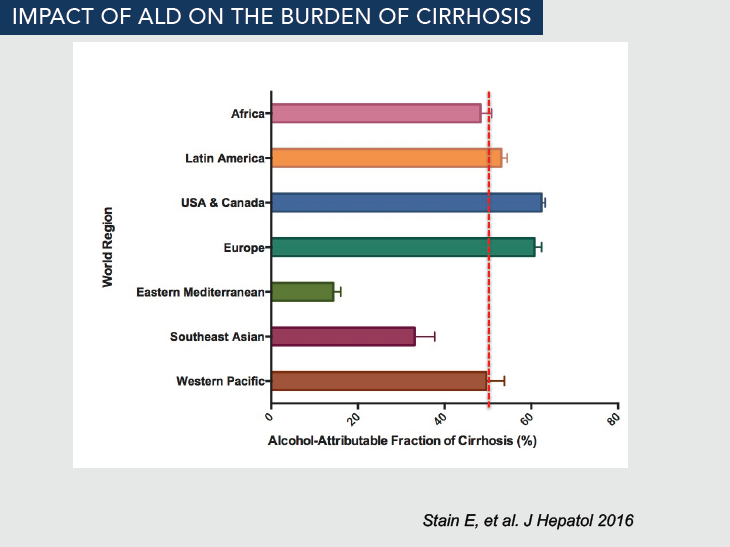 IMPACT OF ALD ON THE BURDEN OF CIRRHOSIS
World Region
Africa
Latin America
USA & Canada
Europe
Eastern Mediterranean
Southeast Asian
Western Pacific
0
20
40
60
80
Alcohol-Attributable Fraction of Cirrhosis (%)
Stain E, et al. J Hepatol 2016